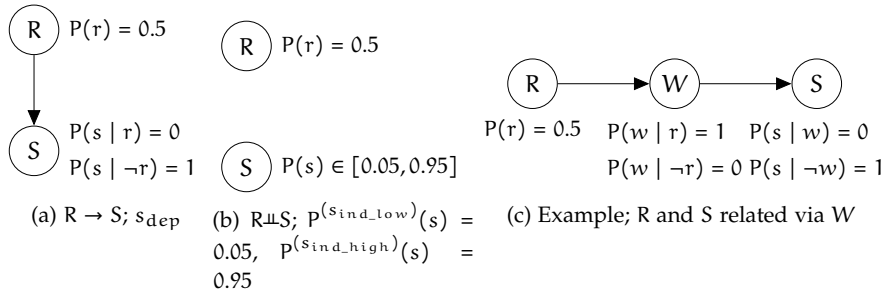 R P(r) = 0.5
S P(s | r) = 0
P(s | ¬r) = 1
(a) R → S; s_dep
R P(r) = 0.5
S P(s) ∈ [0.05, 0.95]
(b) R⫫S; P^(s_ind_low)(s) =
0.05, P^(s_ind_high)(s) =
0.95
R W S
P(r) = 0.5 P(w | r) = 1 P(s | w) = 0
P(w | ¬r) = 0 P(s | ¬w) = 1
(c) Example; R and S related via W